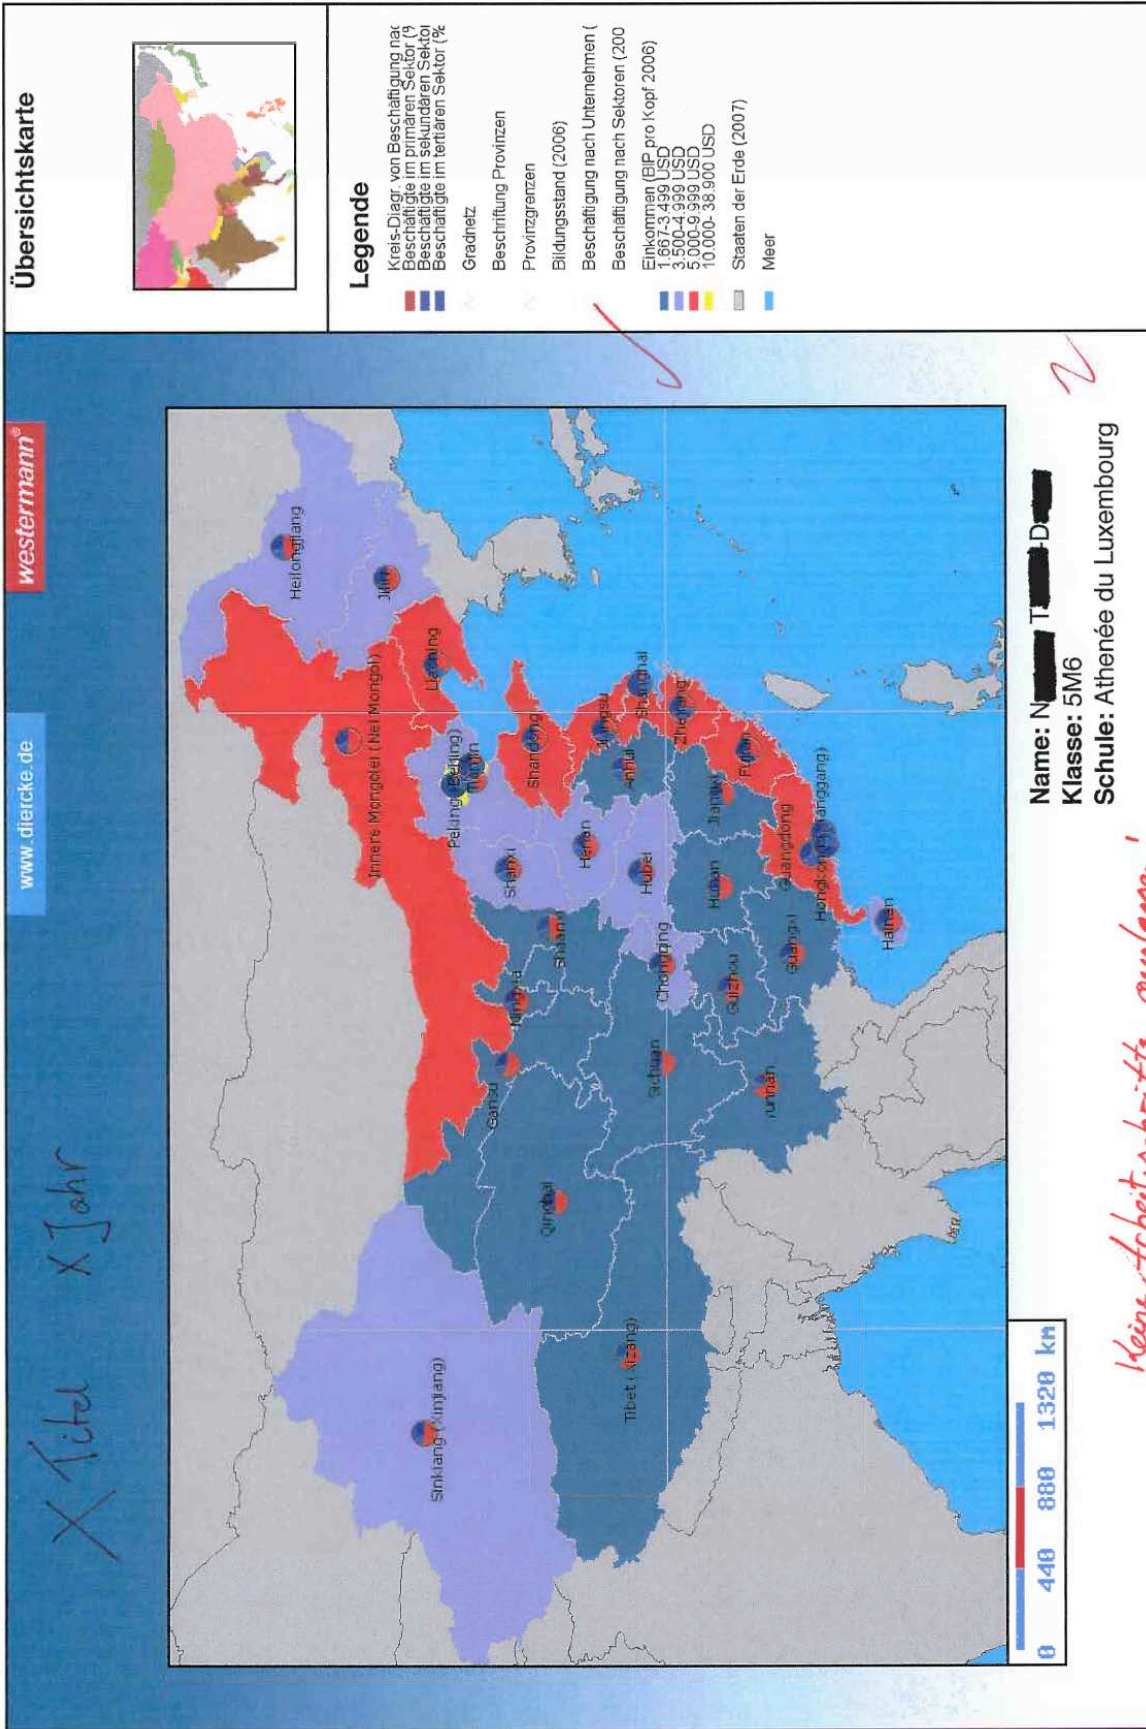 X Titel X Jahr
www.diercke.de
westermann®
Übersichtskarte
Legende
Kreis-Diagr. von Beschäftigung nac
Beschäftigte im primären Sektor (%
Beschäftigte im sekundären Sektor
Beschäftigte im tertiären Sektor (%
Gradnetz
Beschriftung Provinzen
Provinzgrenzen
Bildungsstand (2006)
Beschäftigung nach Unternehmen (
Beschäftigung nach Sektoren (200
Einkommen (BIP pro Kopf 2006)
1.667-3.499 USD
3.500-4.999 USD
5.000-9.999 USD
10.000- 38.900 USD
Staaten der Erde (2007)
Meer
Heilongjiang
Jilin
Liaoning
Innere Mongolei (Nei Mongol)
Peking (Beijing)
Tianjin
Sinkiang (Xinjiang)
Gansu
Ningxia
Shanxi
Shandong
Qinghai
Shaanxi
Henan
Jiangsu
Anhui
Shanghai
Tibet (Xizang)
Sichuan
Chongqing
Hubei
Zhejiang
Hunan
Jiangxi
Guizhou
Fujian
Yunnan
Guangxi
Guangdong
Hainan
0 440 880 1320 km
Name: N T D
Klasse: 5M6
Schule: Athenée du Luxembourg
Keine Arbeitsschritte